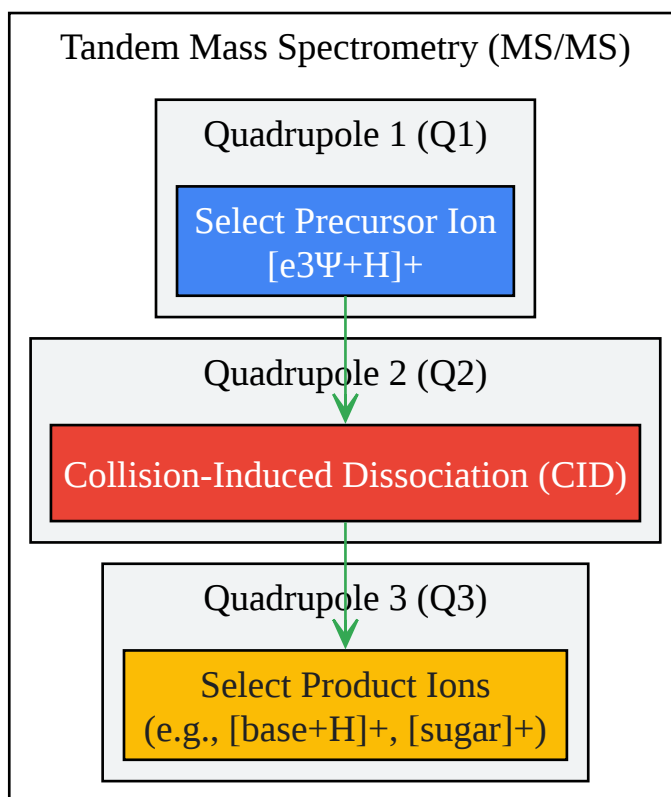 Tandem Mass Spectrometry (MS/MS)
Quadrupole 1 (Q1)
Select Precursor Ion
[e3Ψ+H]+
Quadrupole 2 (Q2)
Collision-Induced Dissociation (CID)
Quadrupole 3 (Q3)
Select Product Ions
(e.g., [base+H]+, [sugar]+)